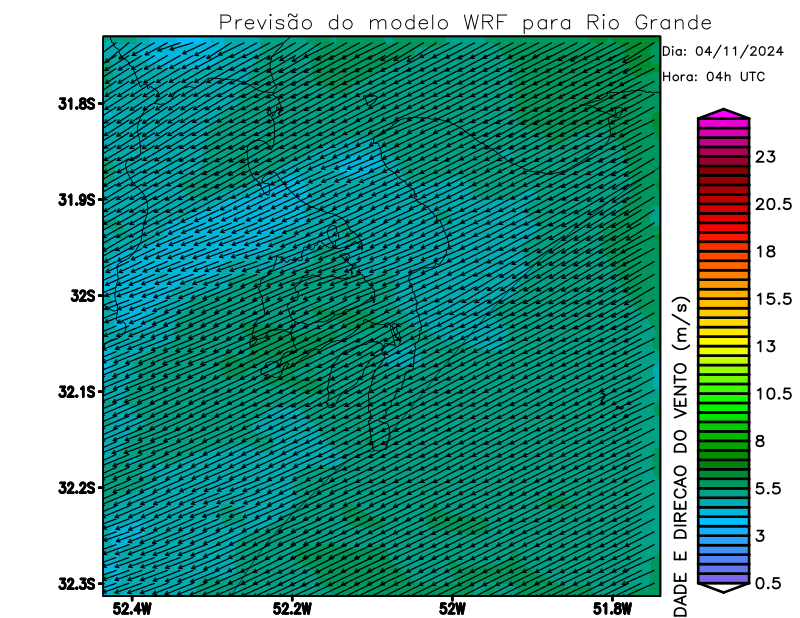 Previsão do modelo WRF para Rio Grande
Dia: 04/11/2024
Hora: 04h UTC
31.8S
31.9S
32S
32.1S
32.2S
32.3S
52.4W
52.2W
52W
51.8W
DADE E DIRECAO DO VENTO (m/s)
23
20.5
18
15.5
13
10.5
8
5.5
3
0.5